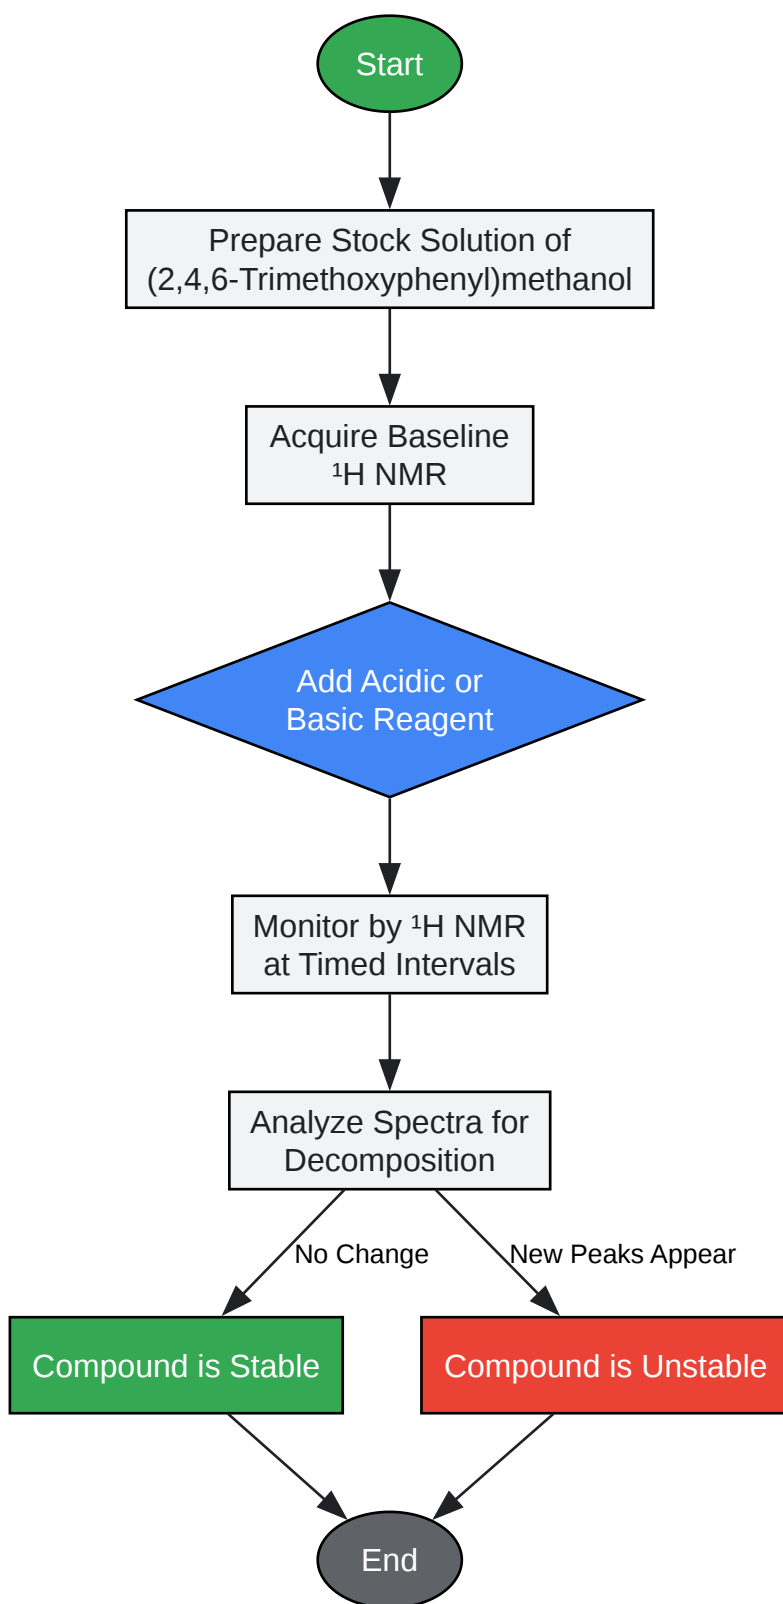 Start
Prepare Stock Solution of
(2,4,6-Trimethoxyphenyl)methanol
Acquire Baseline
¹H NMR
Add Acidic or
Basic Reagent
Monitor by ¹H NMR
at Timed Intervals
Analyze Spectra for
Decomposition
No Change
New Peaks Appear
Compound is Stable
Compound is Unstable
End